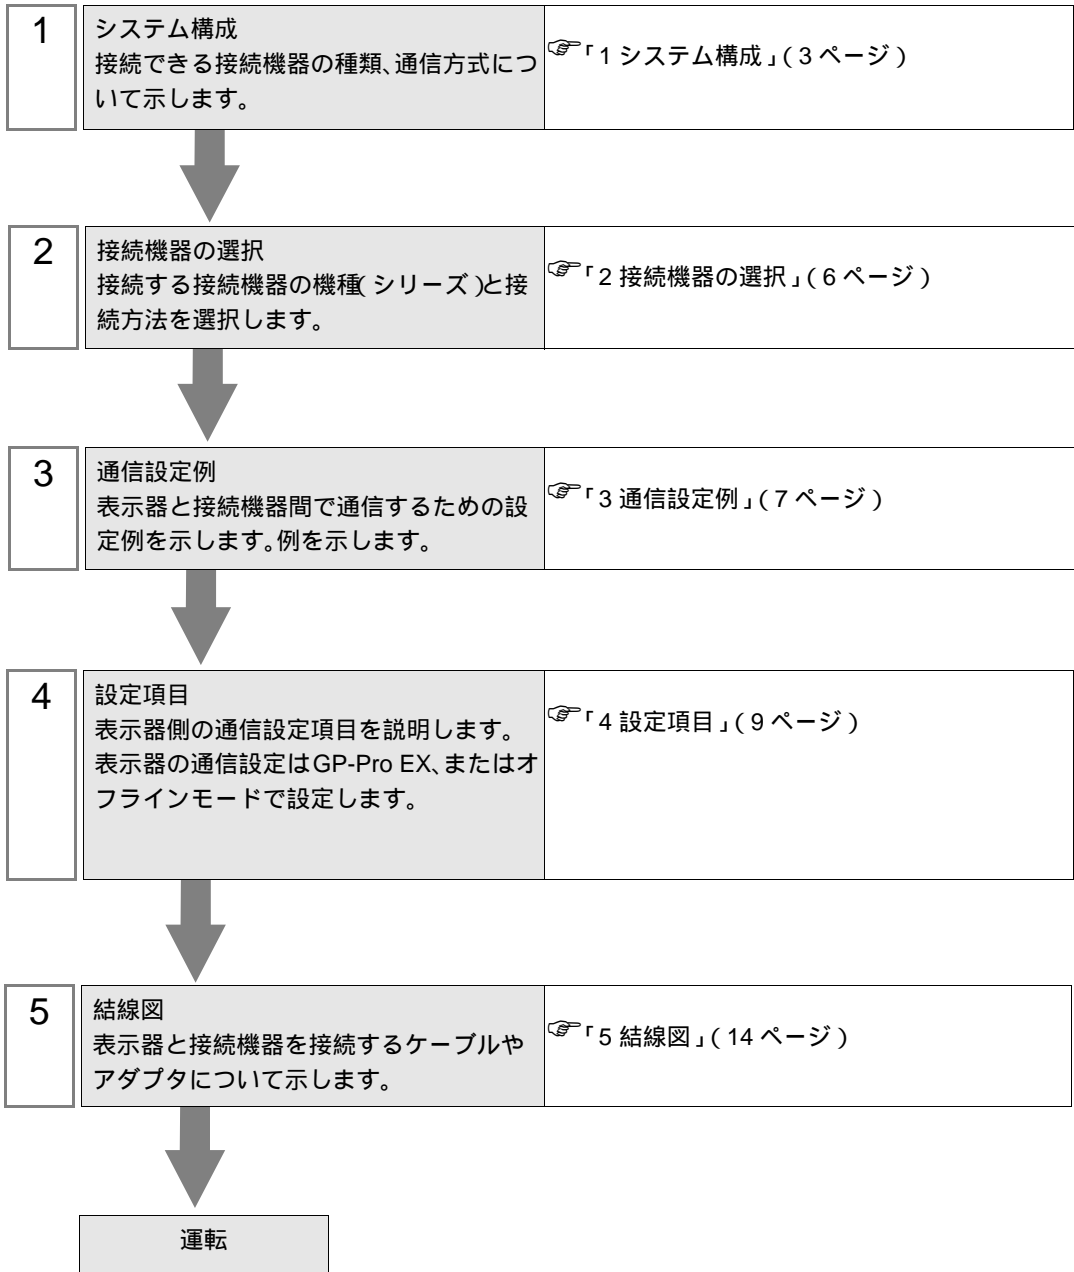 1
システム構成
接続できる接続機器の種類、通信方式につ
いて示します。
☞「1 システム構成」( 3 ページ )
2
接続機器の選択
接続する接続機器の機種( シリーズ )と接
続方法を選択します。
☞「2 接続機器の選択」( 6 ページ )
3
通信設定例
表示器と接続機器間で通信するための設
定例を示します。例を示します。
☞「3 通信設定例」( 7 ページ )
4
設定項目
表示器側の通信設定項目を説明します。
表示器の通信設定はGP-Pro EX、またはオ
フラインモードで設定します。
☞「4 設定項目」( 9 ページ )
5
結線図
表示器と接続機器を接続するケーブルや
アダプタについて示します。
☞「5 結線図」( 14 ページ )
運転